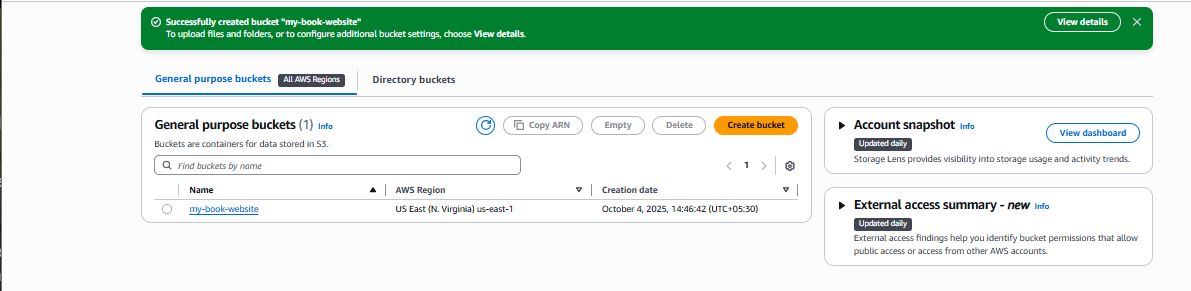 Successfully created bucket "my-book-website"
To upload files and folders, or to configure additional bucket settings, choose View details.
View details
General purpose buckets All AWS Regions
Directory buckets
General purpose buckets (1) Info
Buckets are containers for data stored in S3.
Copy ARN
Empty
Delete
Create bucket
Find buckets by name
1
Name AWS Region Creation date
my-book-website US East (N. Virginia) us-east-1 October 4, 2025, 14:46:42 (UTC+05:30)
Account snapshot Info
Updated daily
View dashboard
Storage Lens provides visibility into storage usage and activity trends.
External access summary - new Info
Updated daily
External access findings help you identify bucket permissions that allow
public access or access from other AWS accounts.